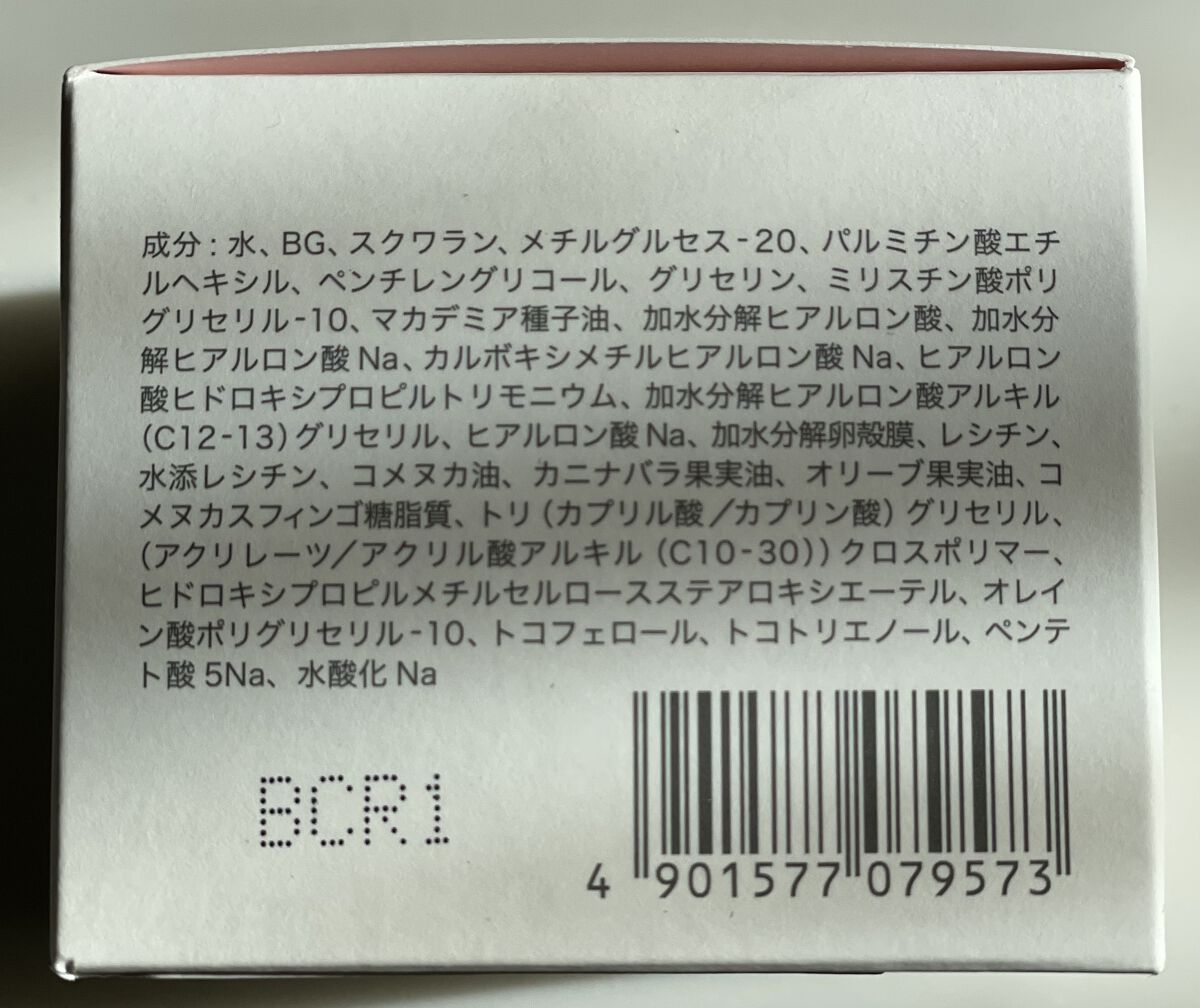 成分：水、BG、スクワラン、メチルグルセス-20、パルミチン酸エチ
ルヘキシル、ペンチレングリコール、グリセリン、ミリスチン酸ポリ
グリセリル-10、マカデミア種子油、加水分解ヒアルロン酸、加水分
解ヒアルロン酸Na、カルボキシメチルヒアルロン酸Na、ヒアルロン
酸ヒドロキシプロピルトリモニウム、加水分解ヒアルロン酸アルキル
(C12-13)グリセリル、ヒアルロン酸Na、加水分解卵殻膜、レシチン、
水添レシチン、コメヌカ油、カニナバラ果実油、オリーブ果実油、コ
メヌカスフィンゴ糖脂質、トリ（カプリル酸／カプリン酸）グリセリル、
（アクリレーツ／アクリル酸アルキル（C10-30））クロスポリマー、
ヒドロキシプロピルメチルセルロースステアロキシエーテル、オレイ
ン酸ポリグリセリル-10、トコフェロール、トコトリエノール、ペンテ
ト酸5Na、水酸化Na
BCR1
4 901577 079573